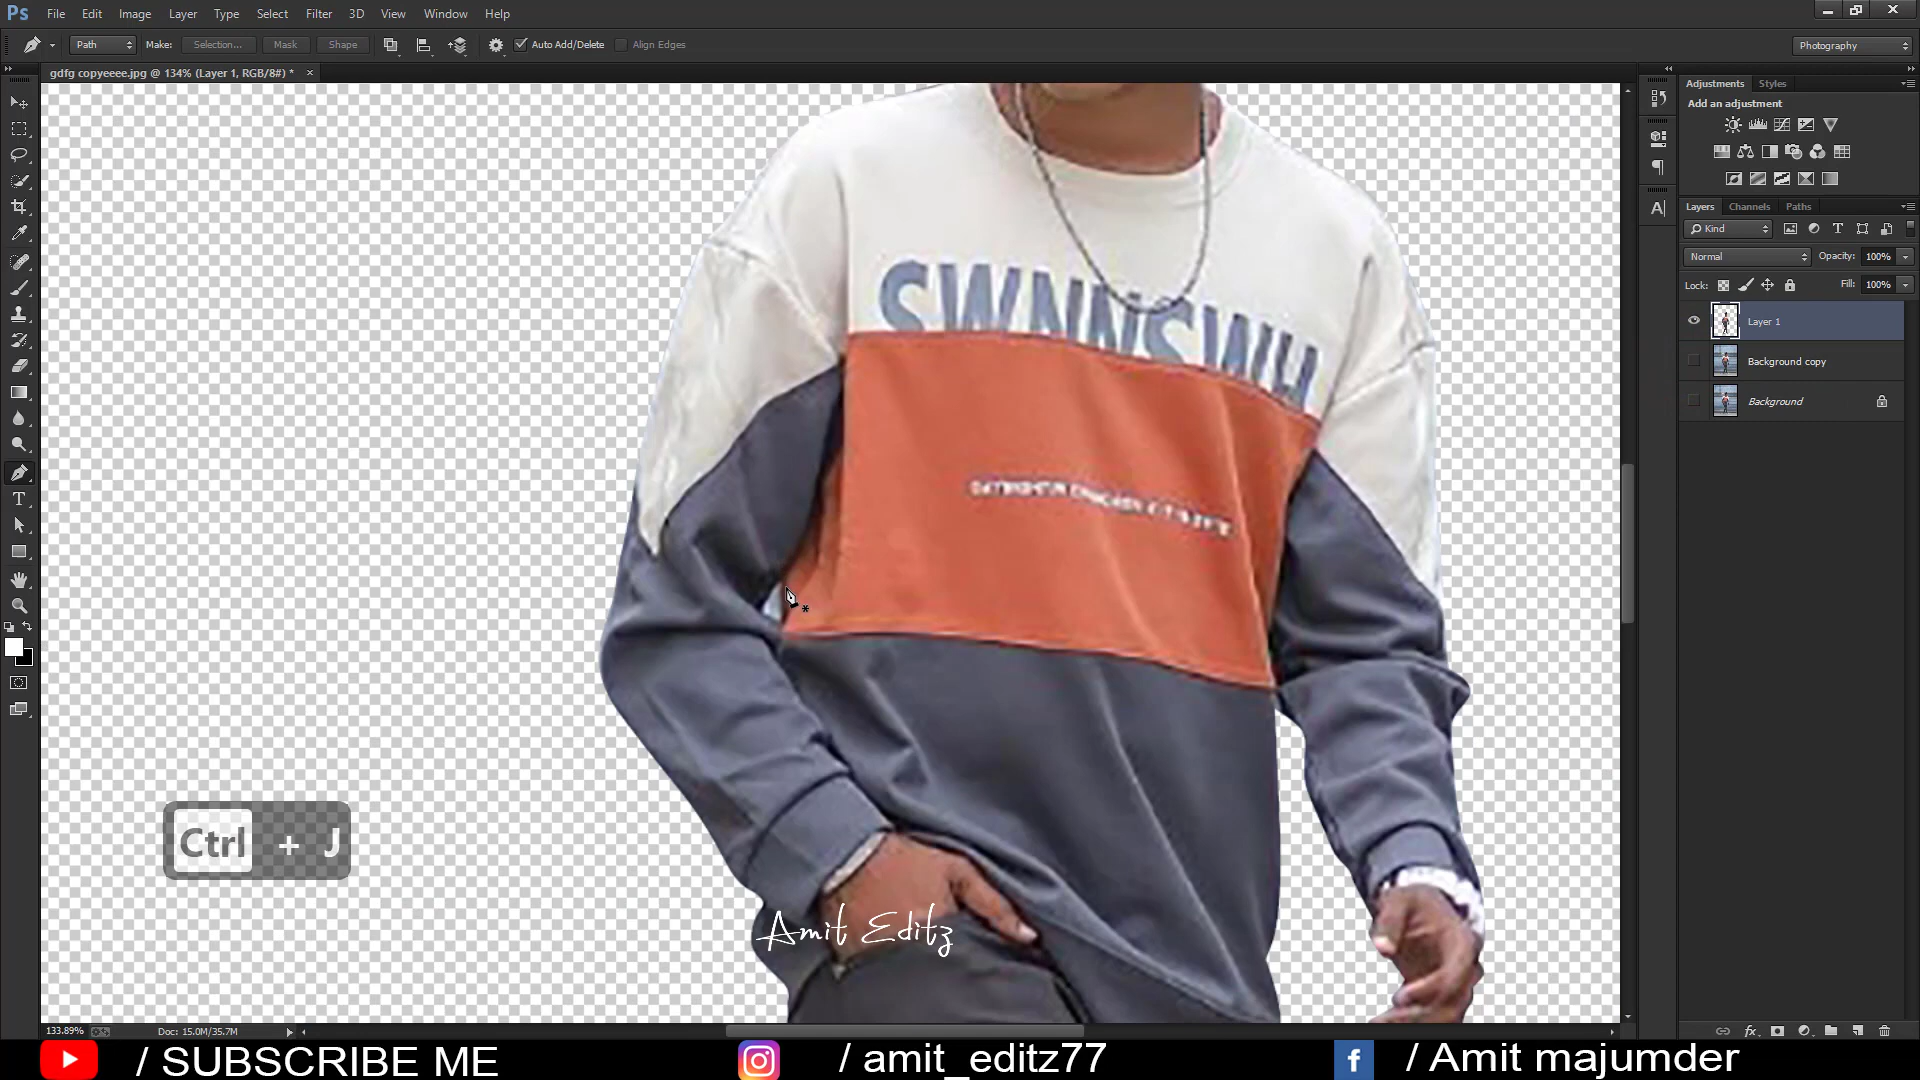 Ps File Edit Image Layer Type Select Filter 3D View Window Help
Path Make: Selection... Mask Shape Auto Add/Delete Align Edges Photography
gdfg copyeeee.jpg @ 134% (Layer 1, RGB/8#) * ×
Adjustments Styles
Add an adjustment
Layers Channels Paths
Kind
Normal Opacity: 100%
Lock: Fill: 100%
Layer 1
Background copy
Background
SWNNSWH
Ctrl + J
Amit Editz
133.89% Doc: 15.0M/35.7M
/ SUBSCRIBE ME / amit_editz77 / Amit majumder